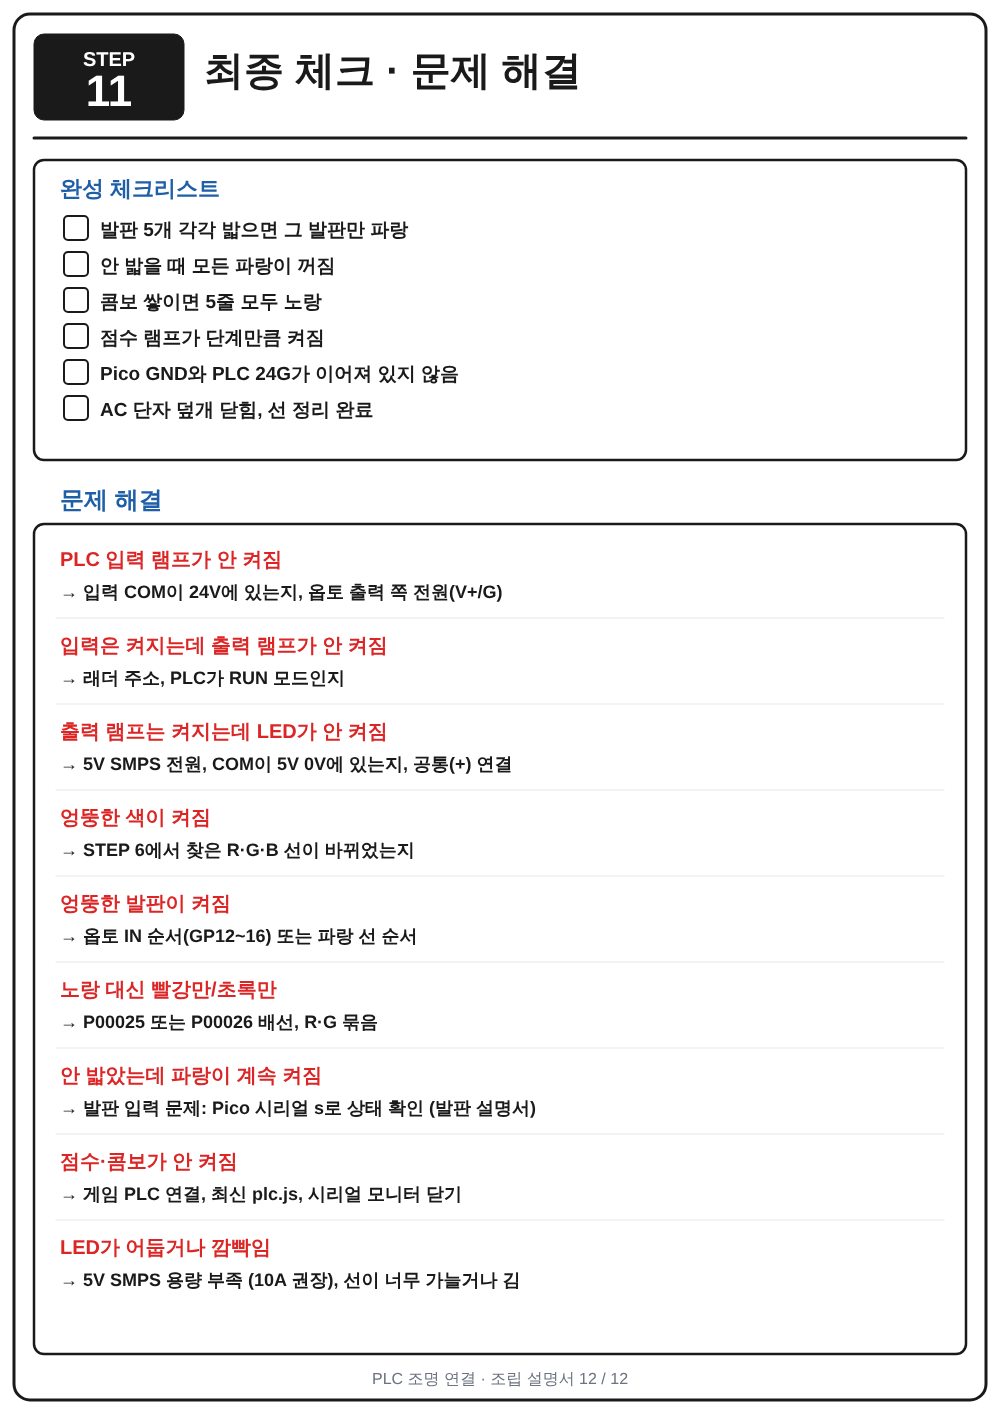 STEP
11
최종 체크 · 문제 해결
완성 체크리스트
발판 5개 각각 밟으면 그 발판만 파랑
안 밟을 때 모든 파랑이 꺼짐
콤보 쌓이면 5줄 모두 노랑
점수 램프가 단계만큼 켜짐
Pico GND와 PLC 24G가 이어져 있지 않음
AC 단자 덮개 닫힘, 선 정리 완료
문제 해결
PLC 입력 램프가 안 켜짐
→ 입력 COM이 24V에 있는지, 옵토 출력 쪽 전원(V+/G)
입력은 켜지는데 출력 램프가 안 켜짐
→ 래더 주소, PLC가 RUN 모드인지
출력 램프는 켜지는데 LED가 안 켜짐
→ 5V SMPS 전원, COM이 5V 0V에 있는지, 공통(+) 연결
엉뚱한 색이 켜짐
→ STEP 6에서 찾은 R·G·B 선이 바뀌었는지
엉뚱한 발판이 켜짐
→ 옵토 IN 순서(GP12~16) 또는 파랑 선 순서
노랑 대신 빨강만/초록만
→ P00025 또는 P00026 배선, R·G 묶음
안 밟았는데 파랑이 계속 켜짐
→ 발판 입력 문제: Pico 시리얼 s로 상태 확인 (발판 설명서)
점수·콤보가 안 켜짐
→ 게임 PLC 연결, 최신 plc.js, 시리얼 모니터 닫기
LED가 어둡거나 깜빡임
→ 5V SMPS 용량 부족 (10A 권장), 선이 너무 가늘거나 김
PLC 조명 연결 · 조립 설명서 12 / 12